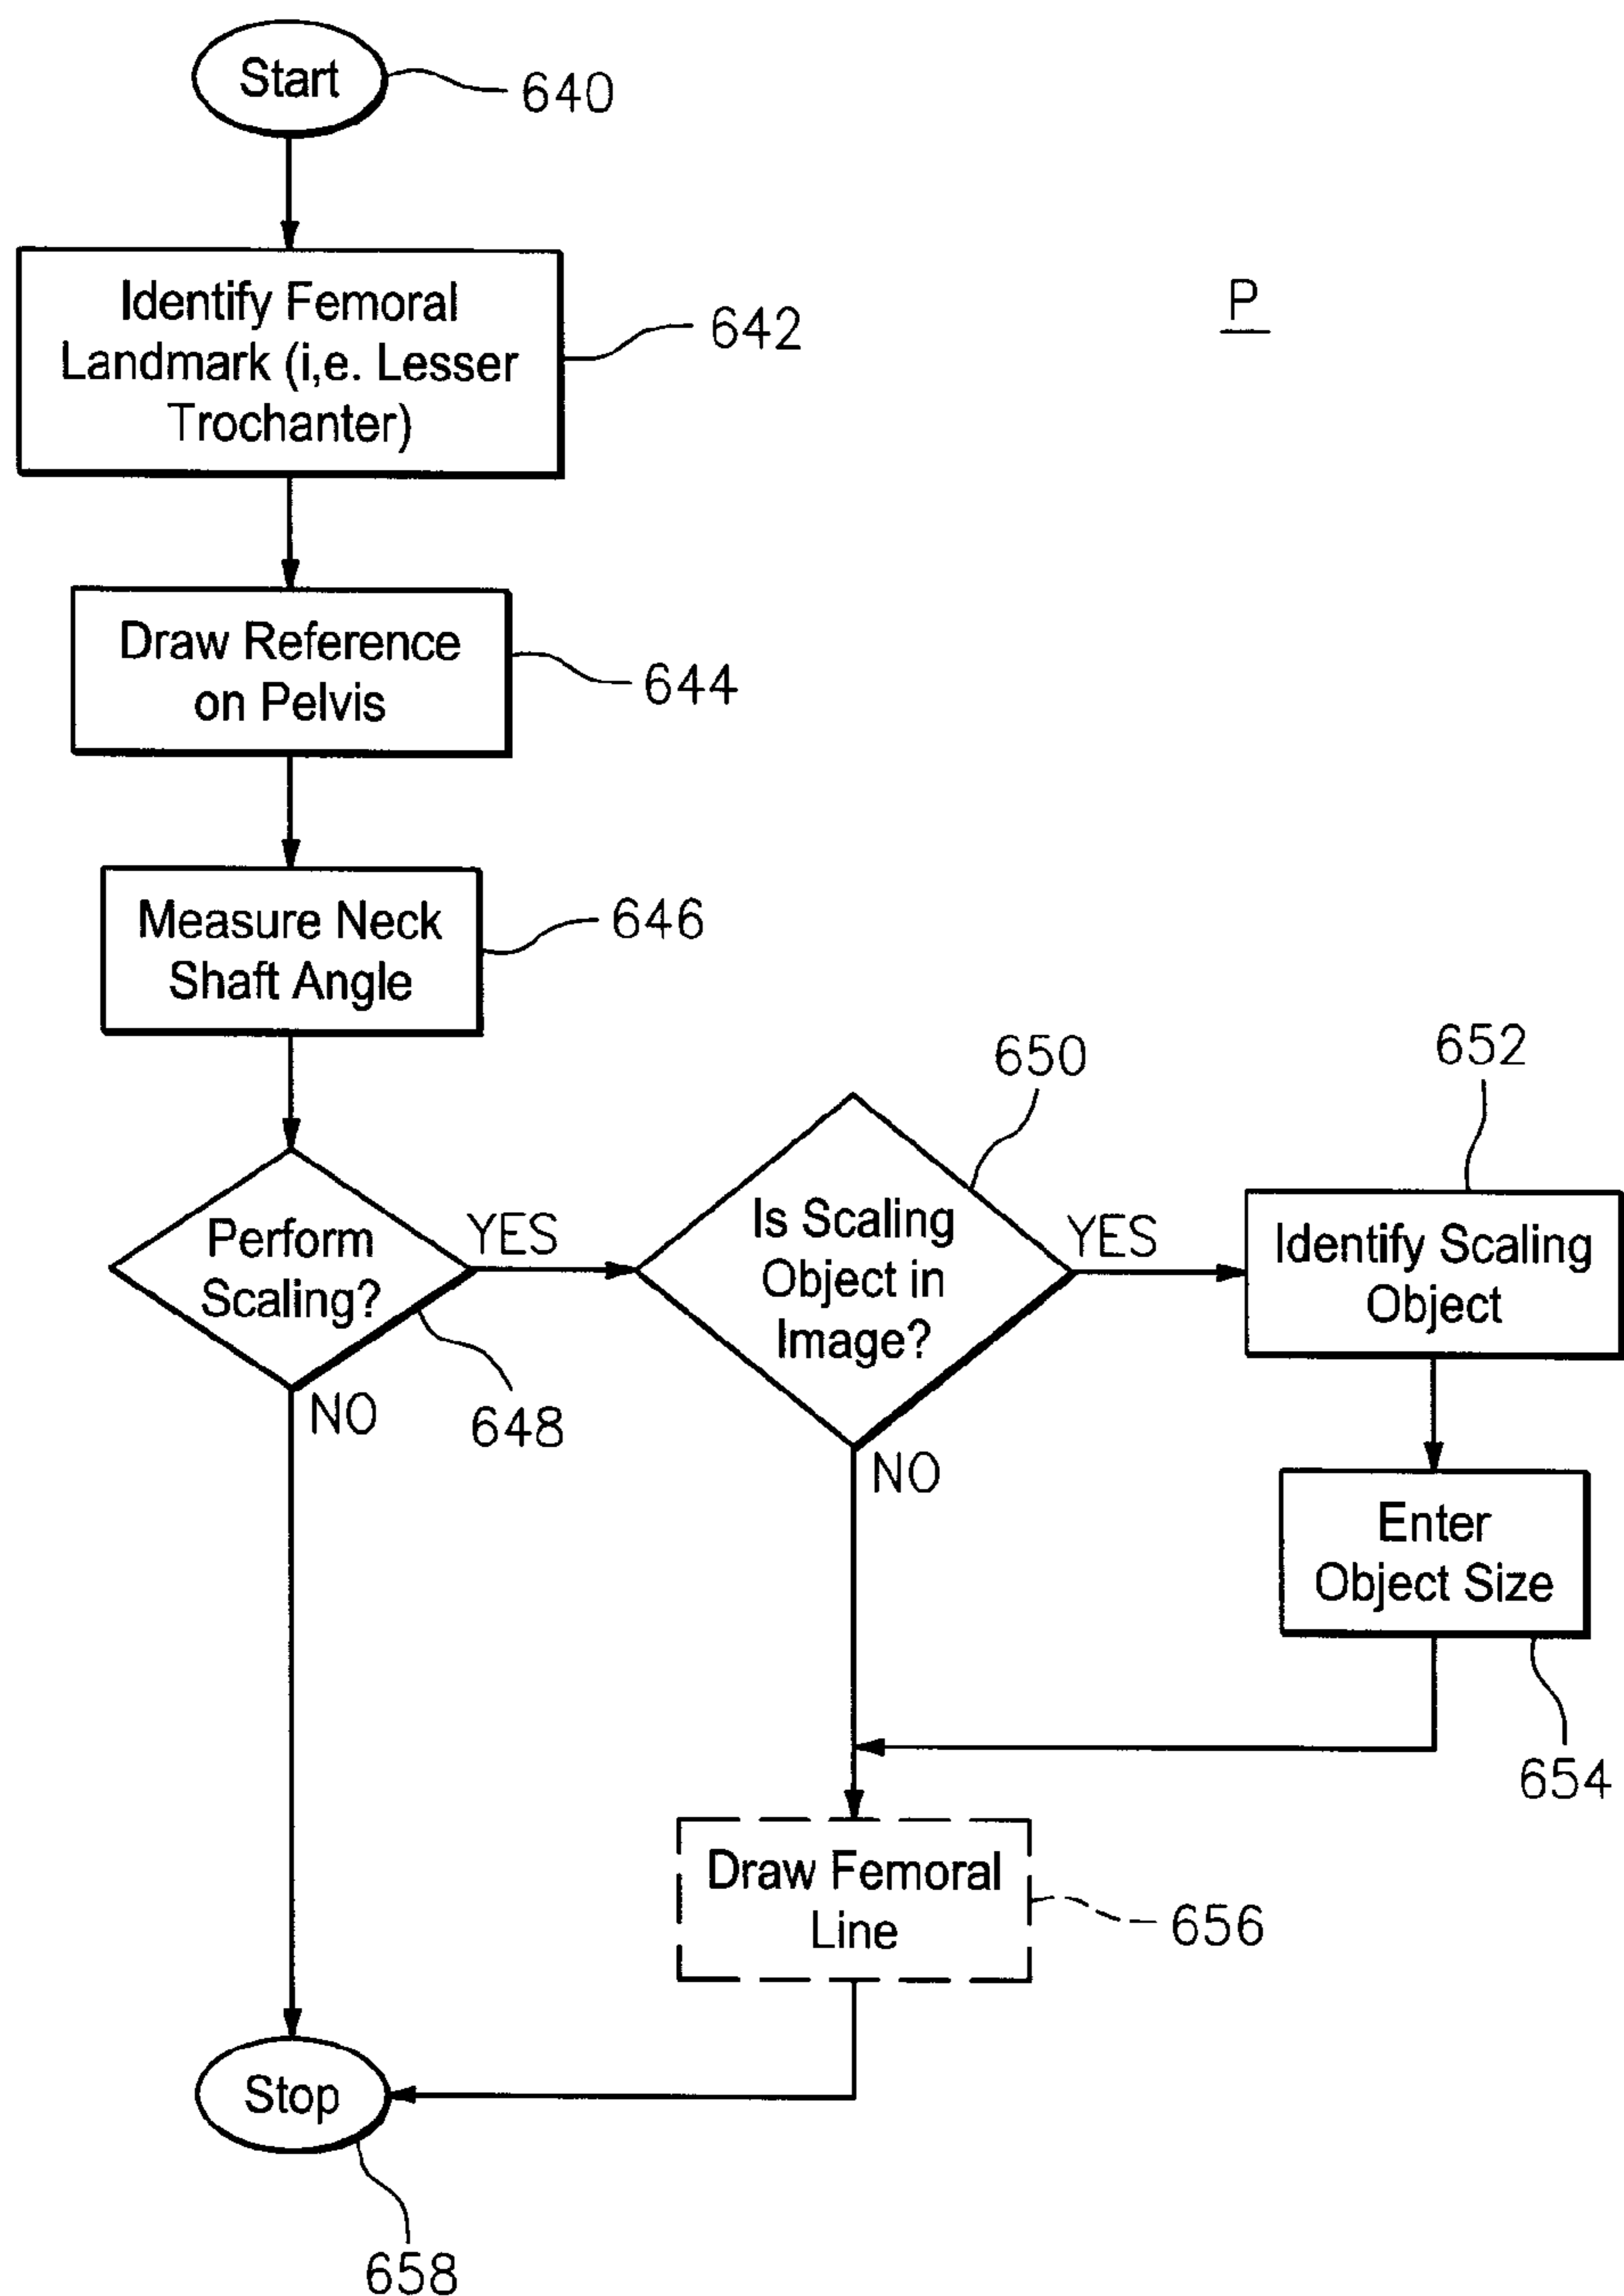 Start
640
Identify Femoral
Landmark (i,e. Lesser
Trochanter)
642
P
Draw Reference
on Pelvis
644
Measure Neck
Shaft Angle
646
Perform
Scaling?
648
YES
NO
Is Scaling
Object in
Image?
650
YES
NO
Identify Scaling
Object
652
Enter
Object Size
654
Draw Femoral
Line
656
Stop
658